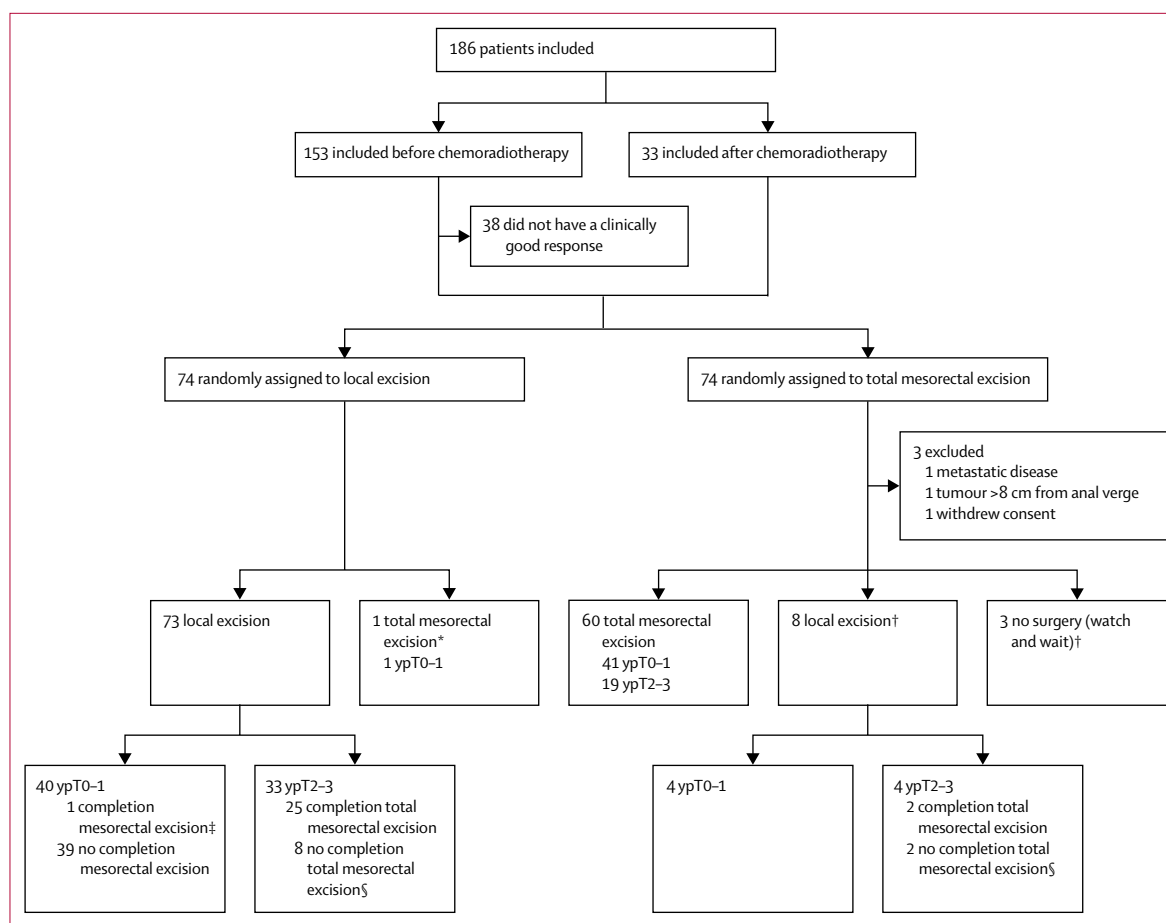 186 patients included
153 included before chemoradiotherapy
33 included after chemoradiotherapy
38 did not have a clinically
good response
74 randomly assigned to local excision
74 randomly assigned to total mesorectal excision
3 excluded
1 metastatic disease
1 tumour >8 cm from anal verge
1 withdrew consent
73 local excision
1 total mesorectal
excision*
1 ypT0–1
60 total mesorectal
excision
41 ypT0–1
19 ypT2–3
8 local excision†
3 no surgery (watch
and wait)†
40 ypT0–1
1 completion
mesorectal excision‡
39 no completion
mesorectal excision
33 ypT2–3
25 completion total
mesorectal excision
8 no completion
total mesorectal
excision§
4 ypT0–1
4 ypT2–3
2 completion total
mesorectal excision
2 no completion total
mesorectal excision§